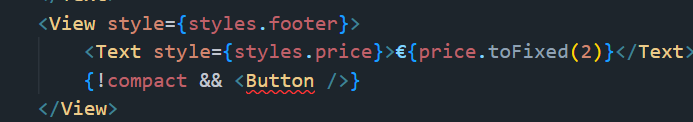 <View style={styles.footer}>
<Text style={styles.price}>€{price.toFixed(2)}</Text>
{!compact && <Button />}
</View>